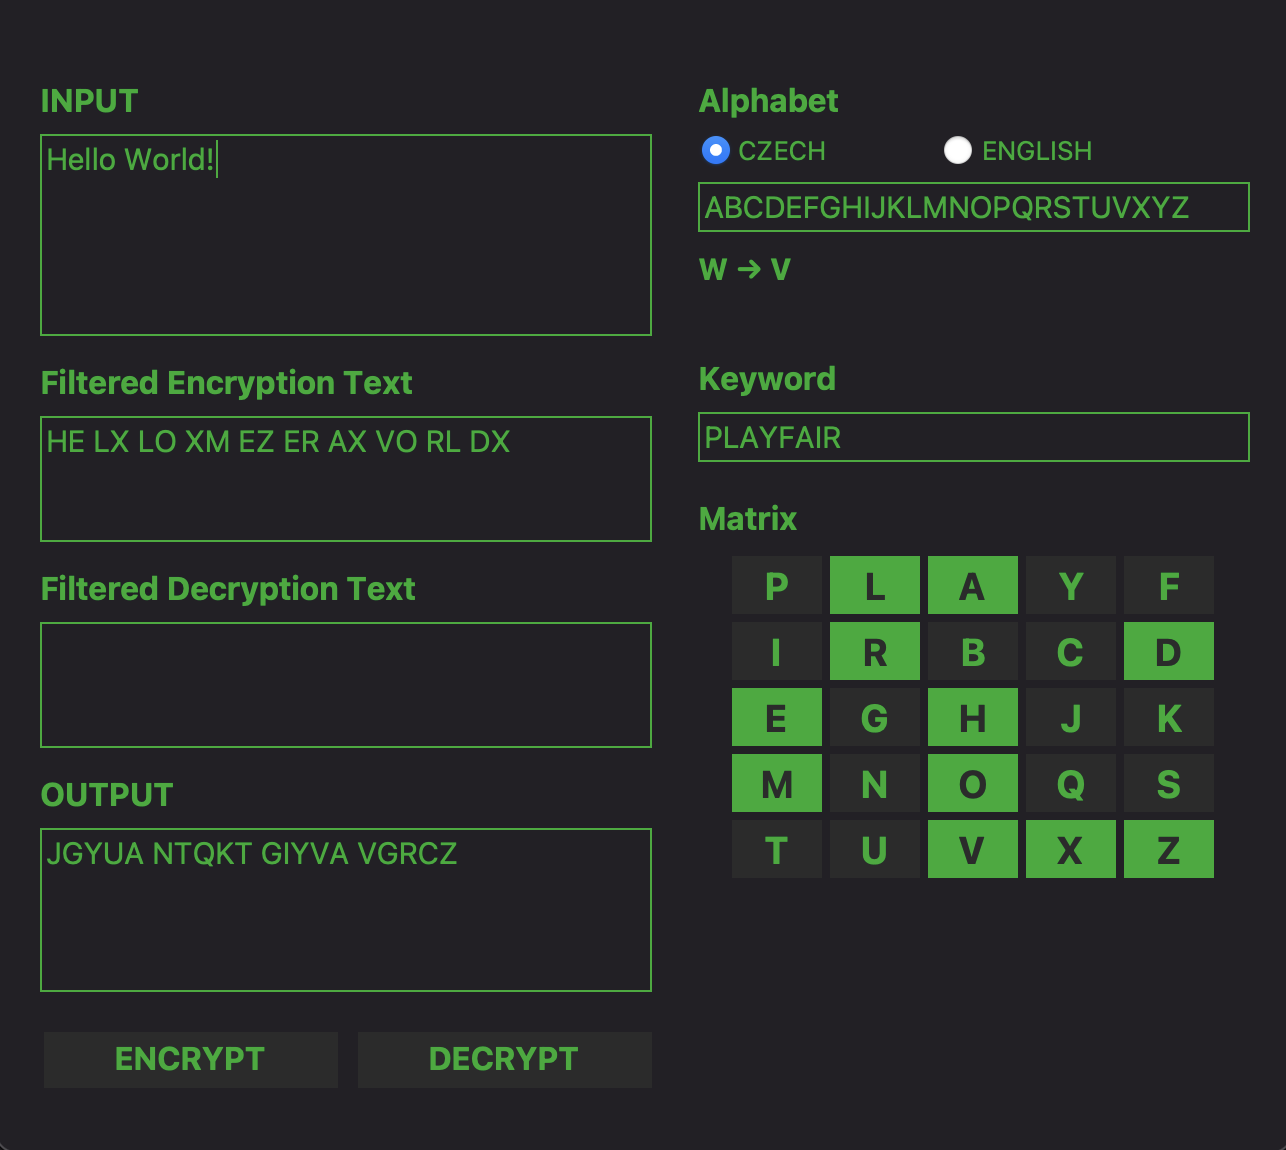 INPUT
Hello World!
Filtered Encryption Text
HE LX LO XM EZ ER AX VO RL DX
Filtered Decryption Text
OUTPUT
JGYUA NTQKT GIYVA VGRCZ
ENCRYPT DECRYPT
Alphabet
CZECH ENGLISH
ABCDEFGHIJKLMNOPQRSTUVXYZ
W → V
Keyword
PLAYFAIR
Matrix
P L A Y F
I R B C D
E G H J K
M N O Q S
T U V X Z